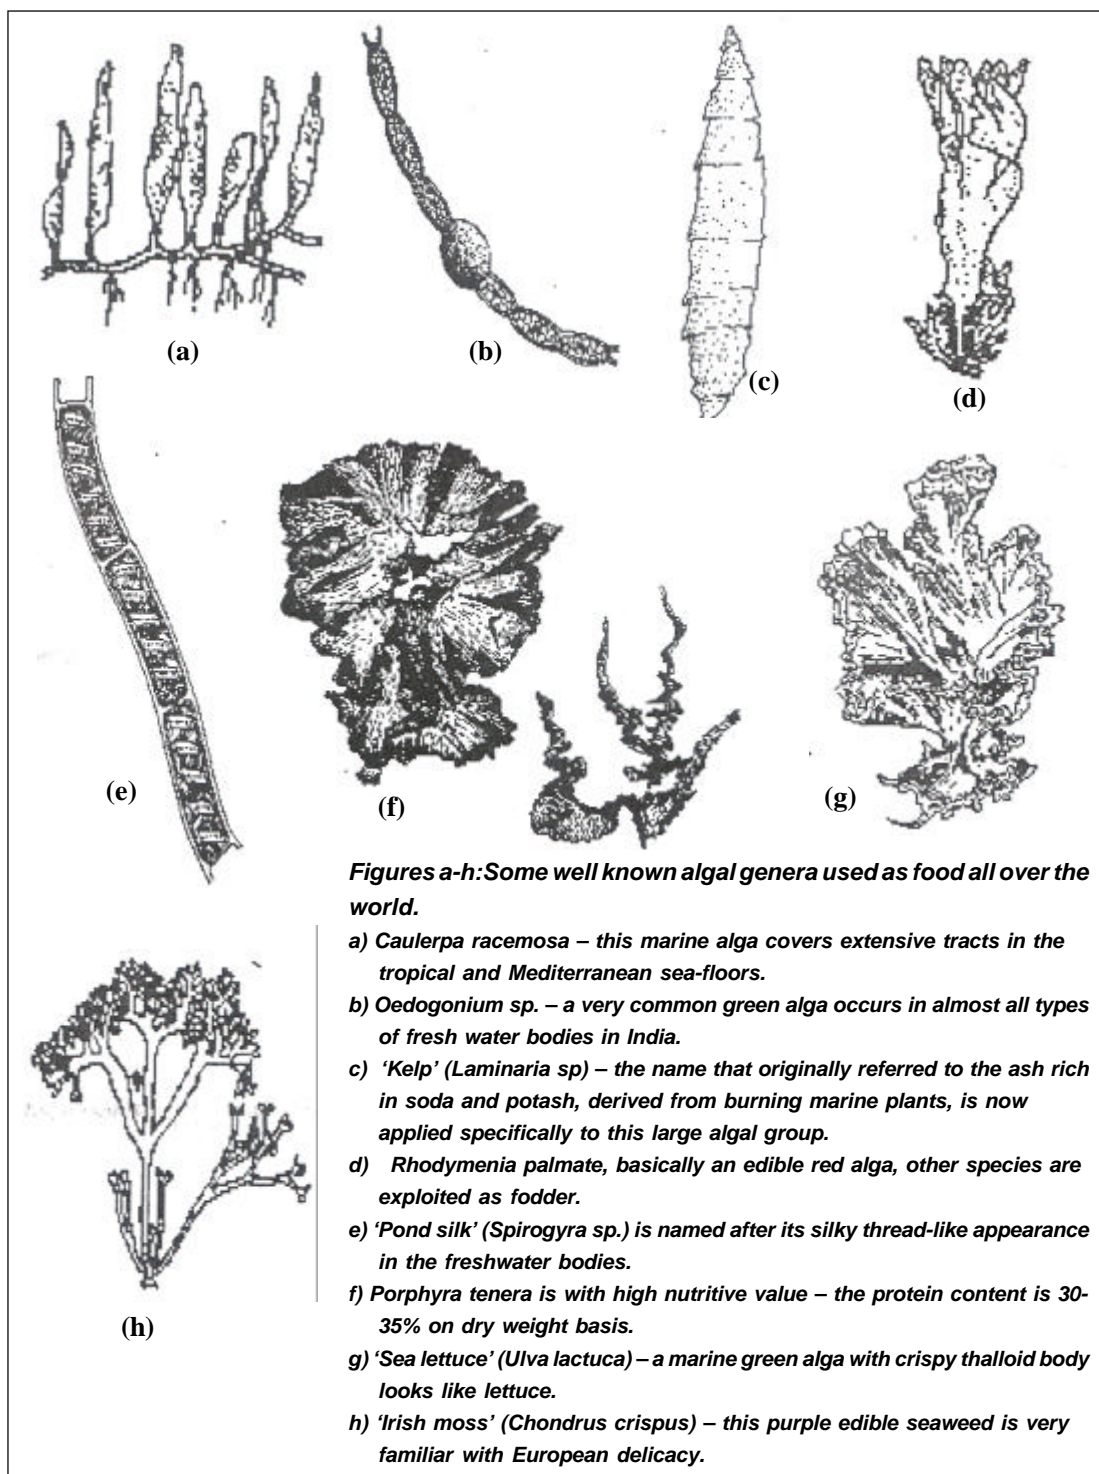 (a)
(b)
(c)
(d)
(e)
(f)
(g)
Figures a-h:Some well known algal genera used as food all over the
world.
a) Caulerpa racemosa – this marine alga covers extensive tracts in the
tropical and Mediterranean sea-floors.
b) Oedogonium sp. – a very common green alga occurs in almost all types
of fresh water bodies in India.
c) 'Kelp' (Laminaria sp) – the name that originally referred to the ash rich
in soda and potash, derived from burning marine plants, is now
applied specifically to this large algal group.
d) Rhodymenia palmate, basically an edible red alga, other species are
exploited as fodder.
e) 'Pond silk' (Spirogyra sp.) is named after its silky thread-like appearance
in the freshwater bodies.
f) Porphyra tenera is with high nutritive value – the protein content is 30-
35% on dry weight basis.
g) 'Sea lettuce' (Ulva lactuca) – a marine green alga with crispy thalloid body
looks like lettuce.
h) 'Irish moss' (Chondrus crispus) – this purple edible seaweed is very
familiar with European delicacy.
(h)